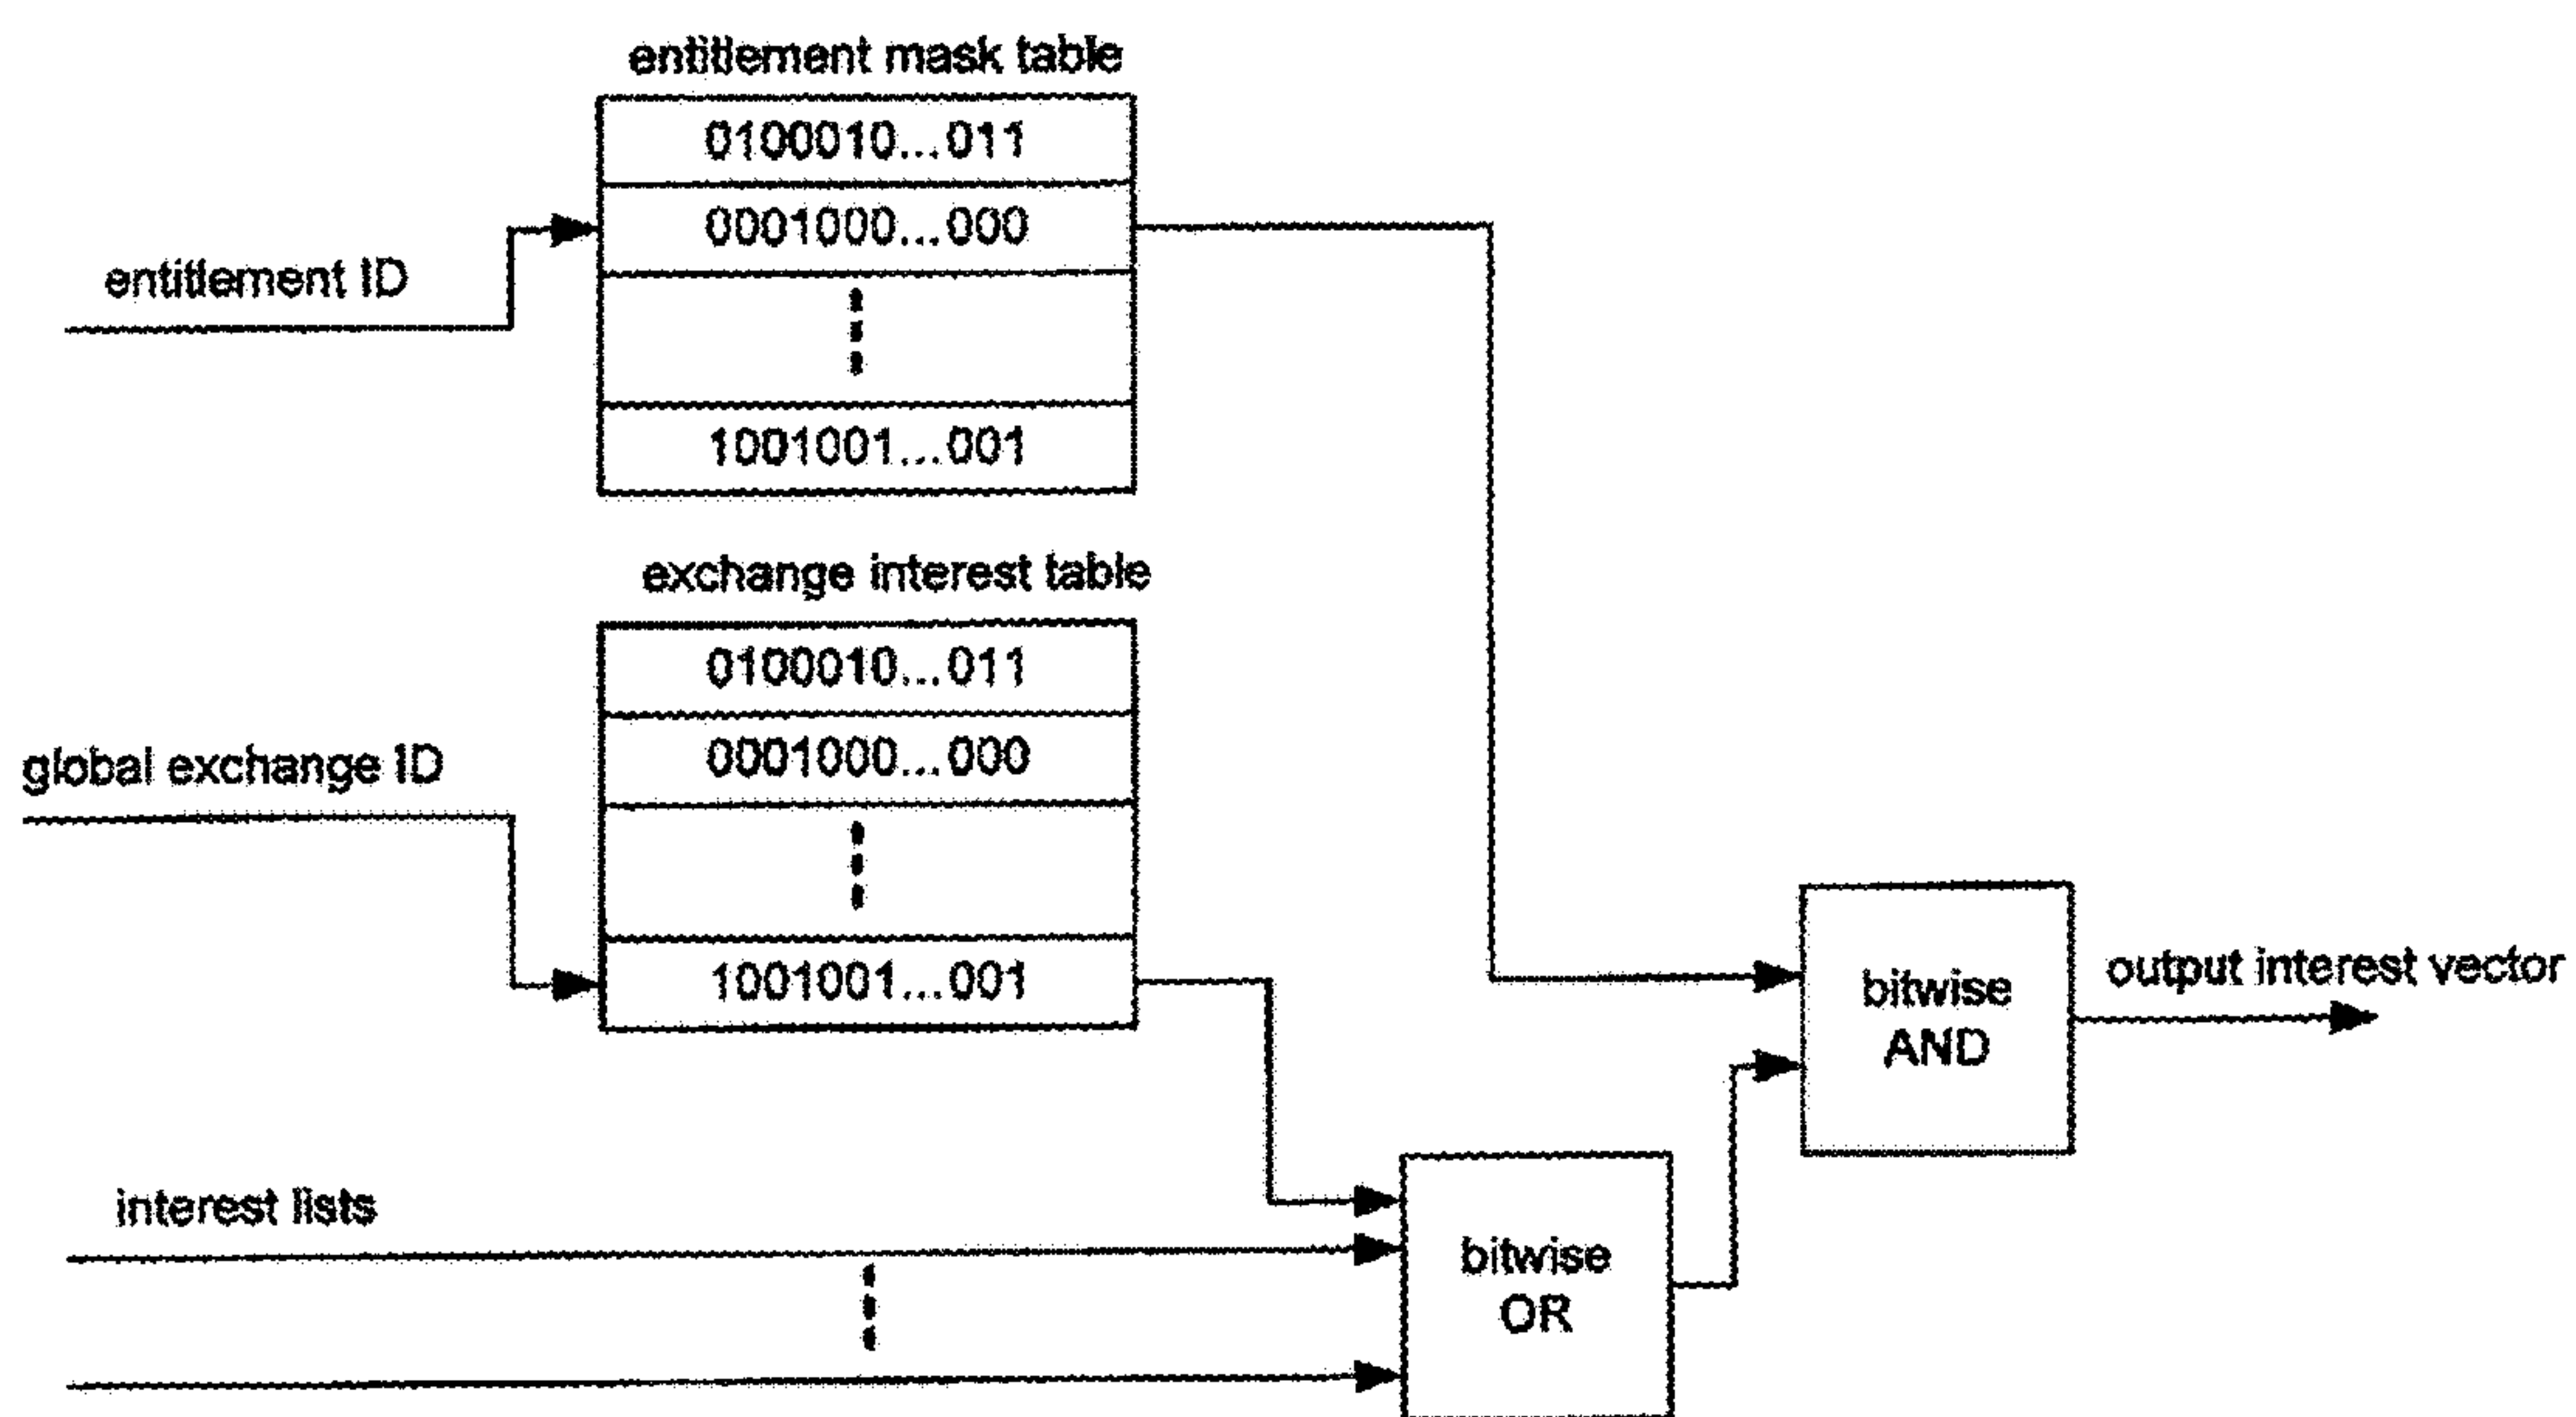 entitlement mask table
0100010...011
0001000...000
1001001...001
entitlement ID
exchange interest table
0100010...011
0001000...000
1001001...001
global exchange ID
interest lists
bitwise
OR
bitwise
AND
output interest vector